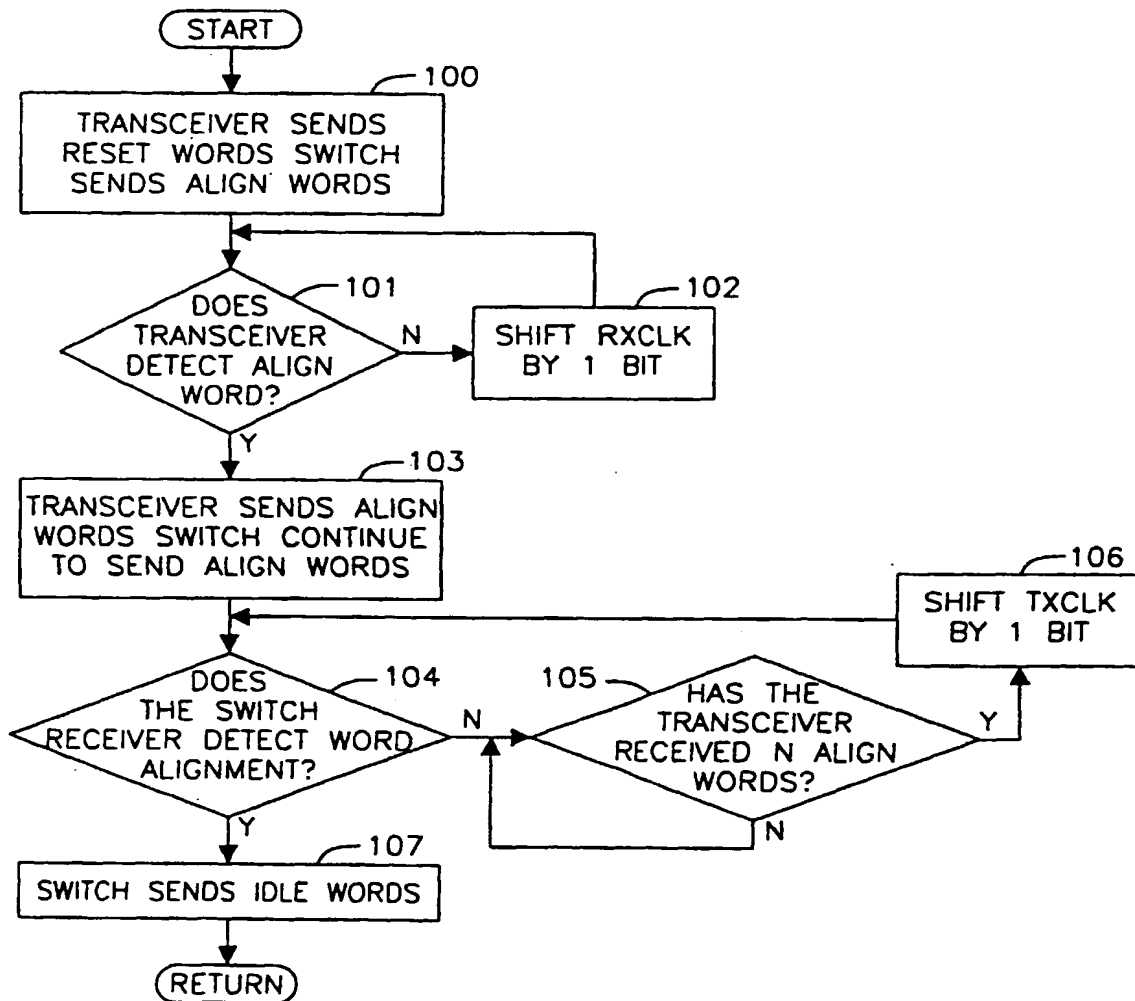 START
100
TRANSCEIVER SENDS
RESET WORDS SWITCH
SENDS ALIGN WORDS
101
DOES
TRANSCEIVER
DETECT ALIGN
WORD?
N
102
SHIFT RXCLK
BY 1 BIT
Y
103
TRANSCEIVER SENDS ALIGN
WORDS SWITCH CONTINUE
TO SEND ALIGN WORDS
106
SHIFT TXCLK
BY 1 BIT
104
DOES
THE SWITCH
RECEIVER DETECT WORD
ALIGNMENT?
N
105
HAS THE
TRANSCEIVER
RECEIVED N ALIGN
WORDS?
Y
N
Y
107
SWITCH SENDS IDLE WORDS
RETURN